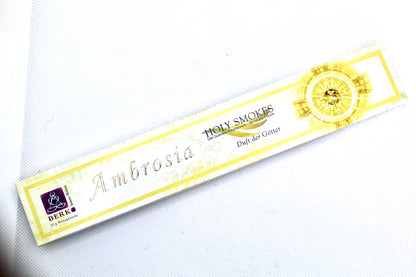 Ambrosia
HOLY SMOKES
Duft der Götter
BERK